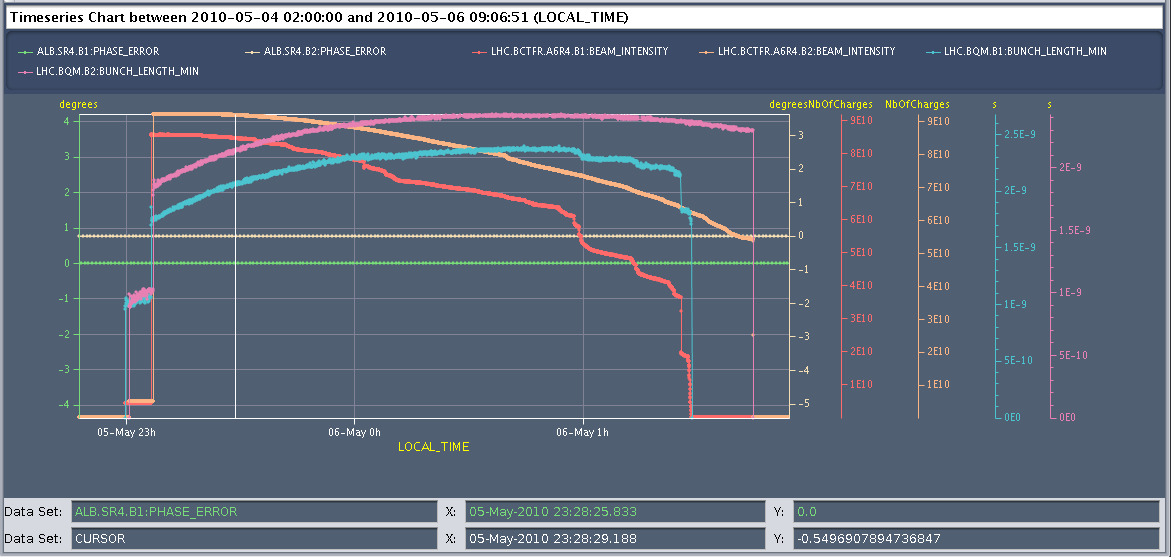 Timeseries Chart between 2010-05-04 02:00:00 and 2010-05-06 09:06:51 (LOCAL_TIME)
ALB.SR4.B1:PHASE_ERROR ALB.SR4.B2:PHASE_ERROR LHC.BCTFR.A6R4.B1:BEAM_INTENSITY LHC.BCTFR.A6R4.B2:BEAM_INTENSITY LHC.BQM.B1:BUNCH_LENGTH_MIN
LHC.BQM.B2:BUNCH_LENGTH_MIN
degrees degreesNbOfCharges NbOfCharges s s
4 3 2 1 0 -1 -2 -3 -4
3 2 1 0 -1 -2 -3 -4 -5
9E10 8E10 7E10 6E10 5E10 4E10 3E10 2E10 1E10
9E10 8E10 7E10 6E10 5E10 4E10 3E10 2E10 1E10
2.5E-9 2E-9 1.5E-9 1E-9 5E-10 0E0
2E-9 1.5E-9 1E-9 5E-10 0E0
05-May 23h 06-May 0h 06-May 1h
LOCAL_TIME
Data Set: ALB.SR4.B1:PHASE_ERROR X: 05-May-2010 23:28:25.833 Y: 0.0
Data Set: CURSOR X: 05-May-2010 23:28:29.188 Y: -0.5496907894736847